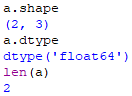 a.shape
(2, 3)
a.dtype
dtype('float64')
len(a)
2